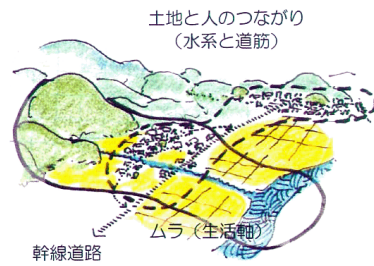 土地と人のつながり
（水系と道筋）
ムラ（生活軸）
幹線道路